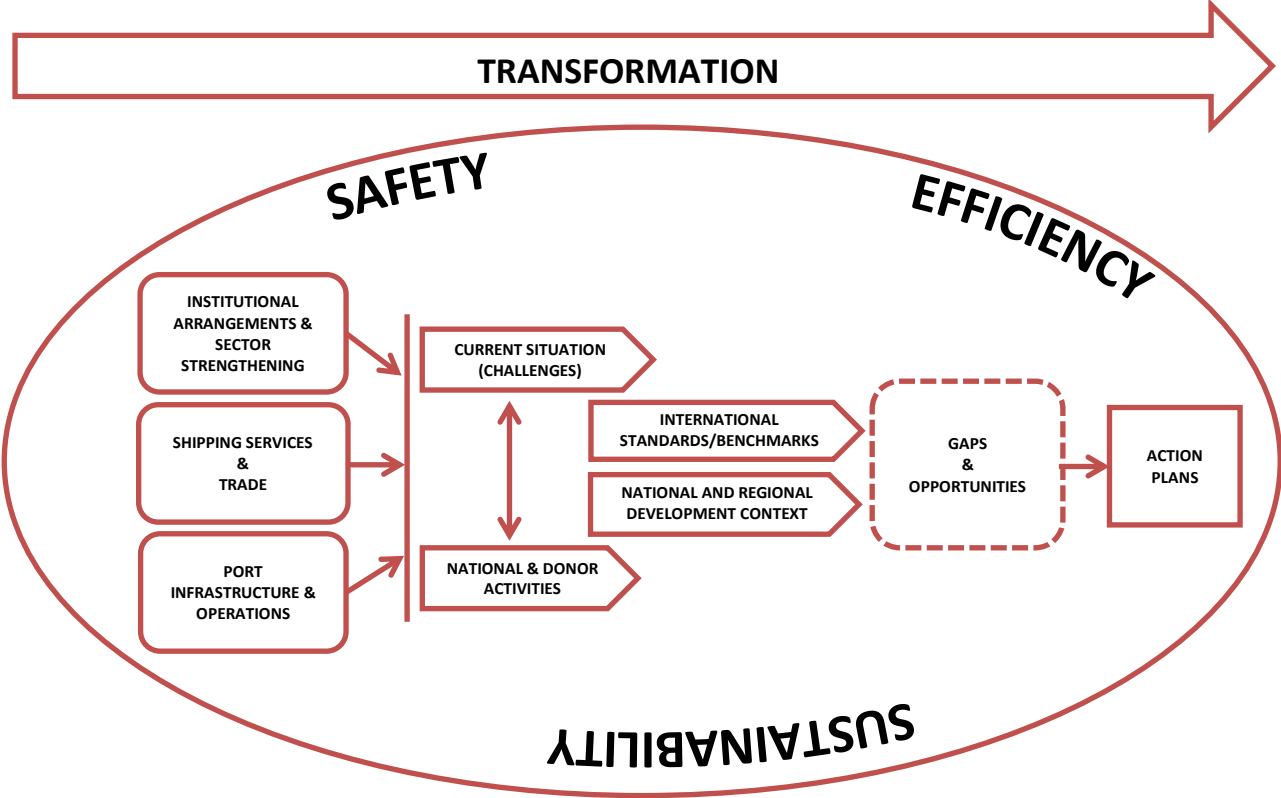 TRANSFORMATION
SAFETY
EFFICIENCY
INSTITUTIONAL
ARRANGEMENTS &
SECTOR
STRENGTHENING
SHIPPING SERVICES
&
TRADE
PORT
INFRASTRUCTURE &
OPERATIONS
CURRENT SITUATION
(CHALLENGES)
NATIONAL & DONOR
ACTIVITIES
INTERNATIONAL
STANDARDS/BENCHMARKS
NATIONAL AND REGIONAL
DEVELOPMENT CONTEXT
GAPS
&
OPPORTUNITIES
ACTION
PLANS
SUSTAINABILITY